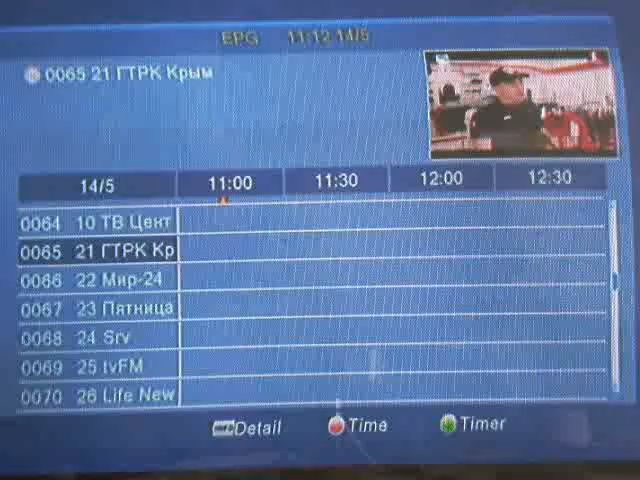 EPG 11:12 14/5
0065 21 ГТРК Крым
14/5 11:00 11:30 12:00 12:30
0064 10 ТВ Цент
0065 21 ГТРК Кр
0066 22 Мир-24
0067 23 Пятница
0068 24 Srv
0069 25 tvFM
0070 26 Life New
Detail Time Timer